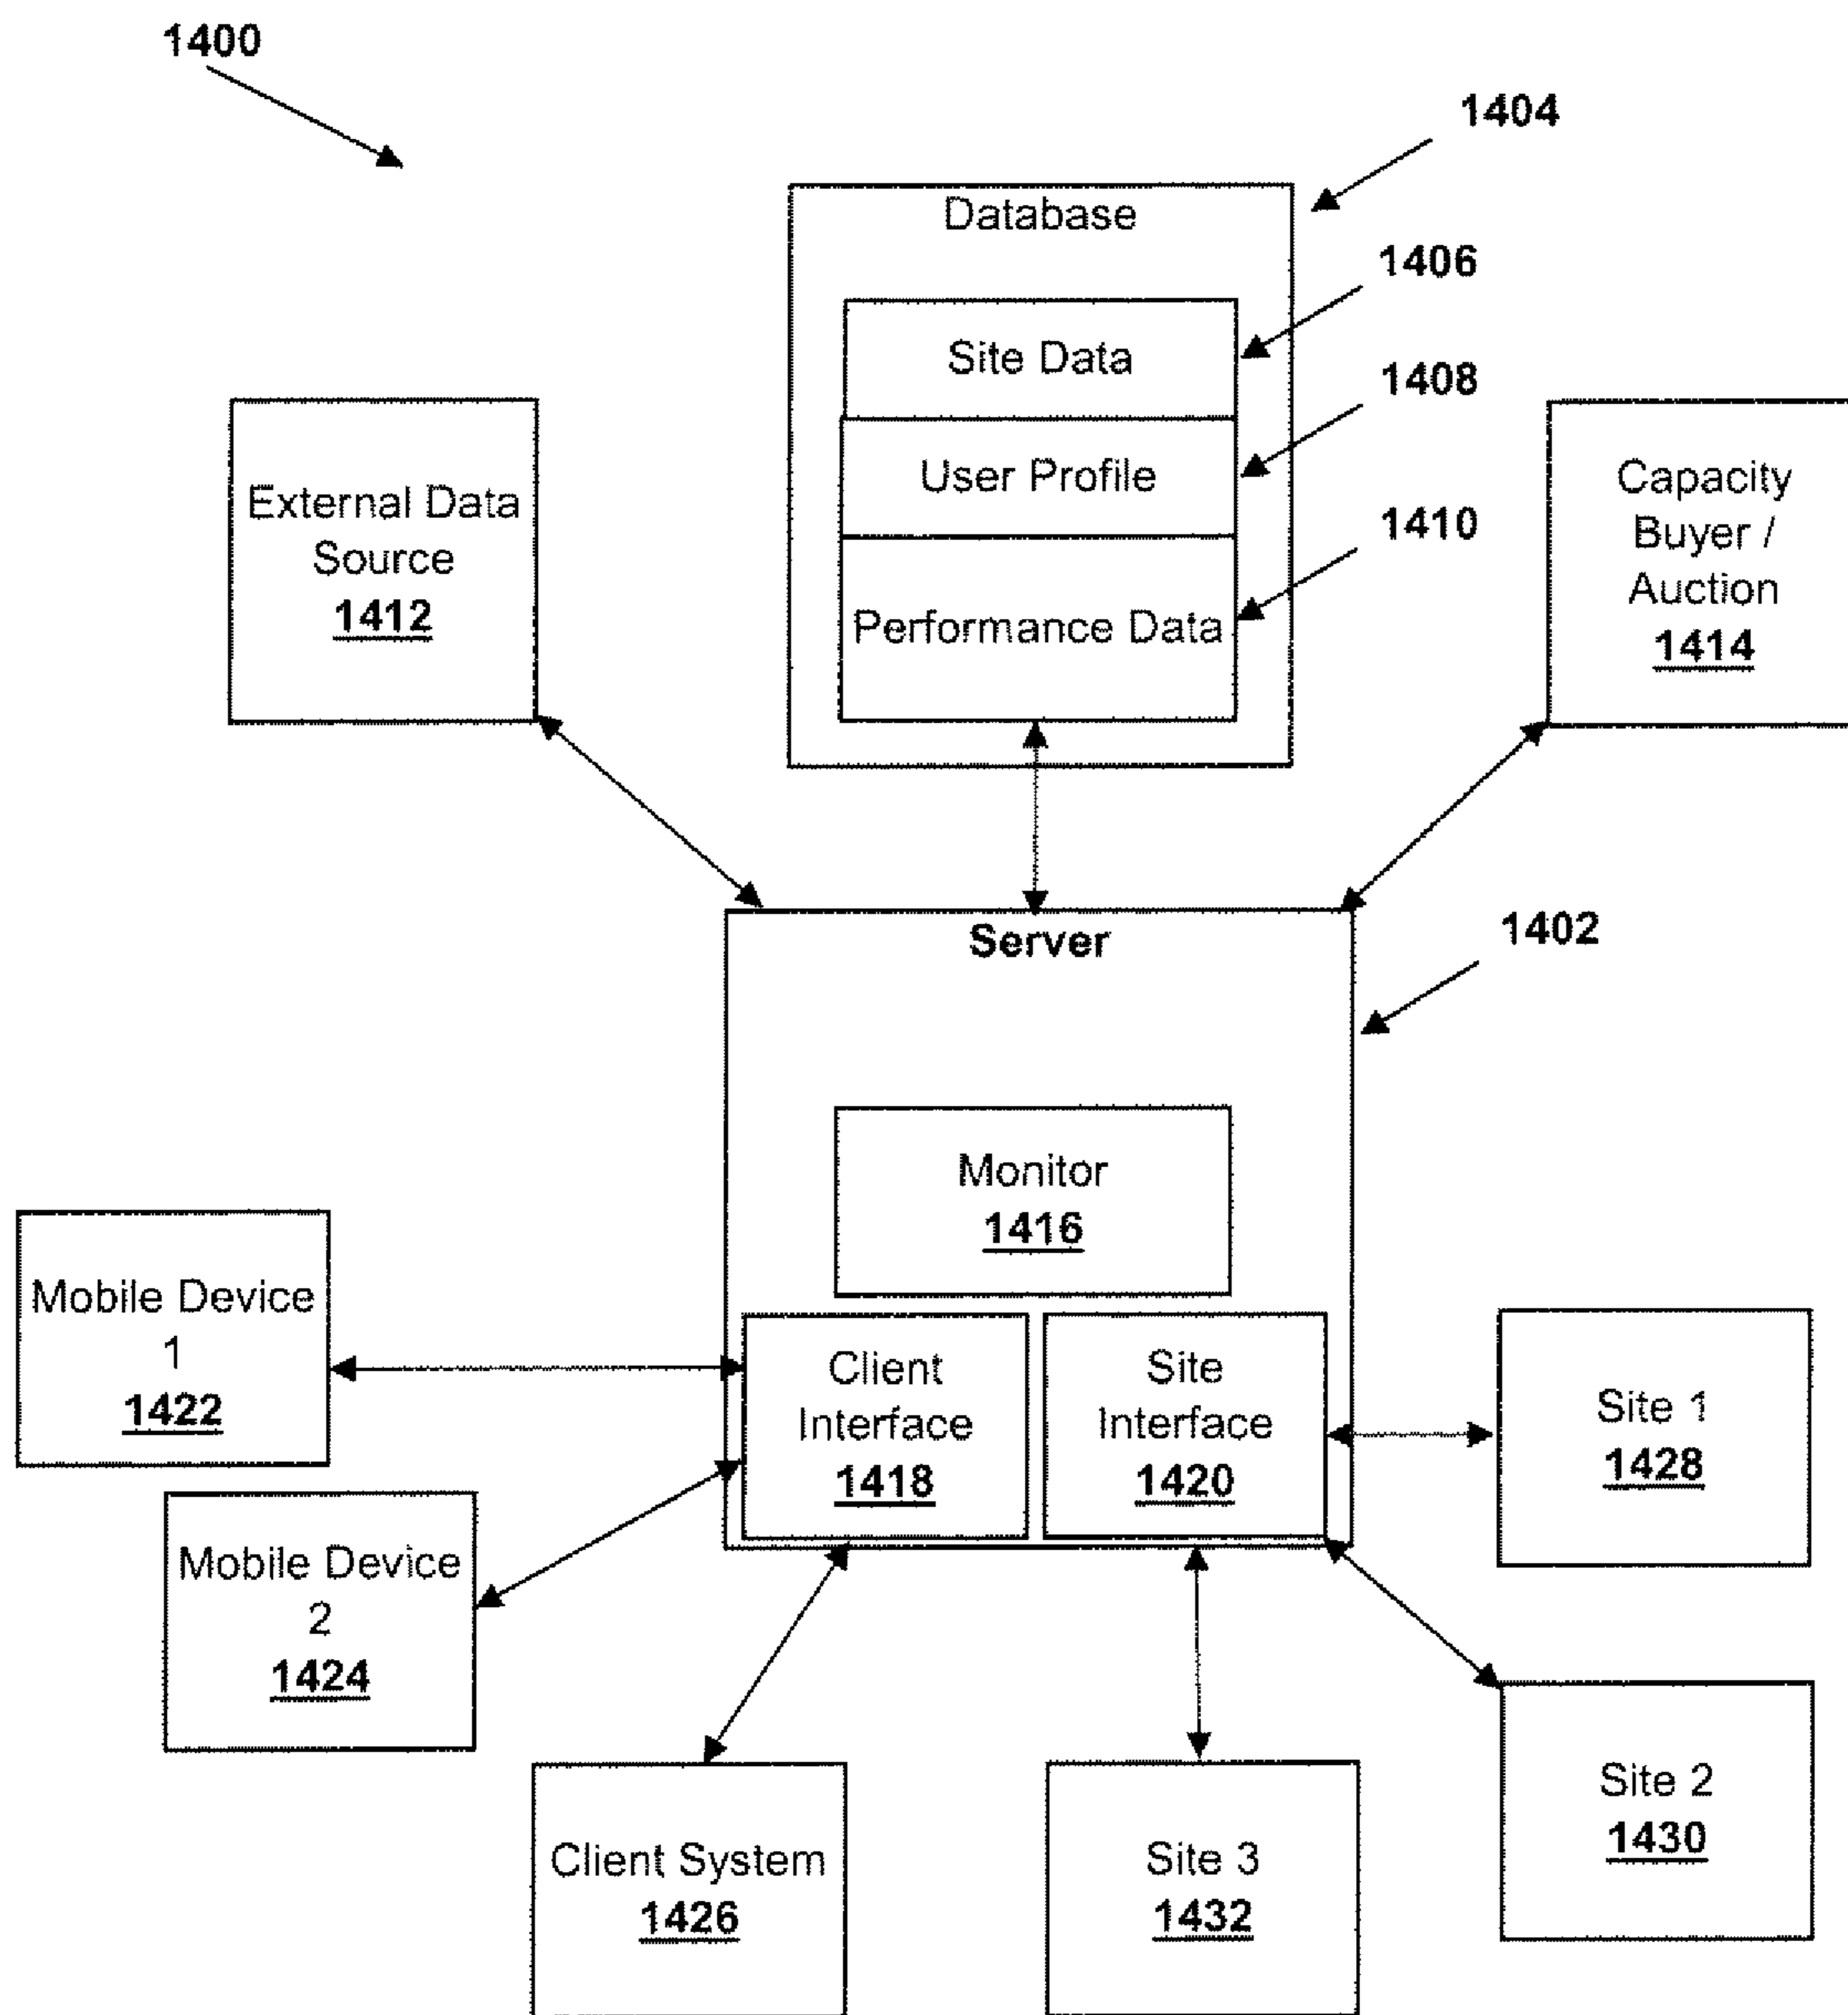 1400
1404
Database
1406
Site Data
1408
User Profile
1410
Performance Data
External Data
Source
1412
Capacity
Buyer /
Auction
1414
1402
Server
Monitor
1416
Mobile Device
1
1422
Client
Interface
1418
Site
Interface
1420
Site 1
1428
Mobile Device
2
1424
Client System
1426
Site 3
1432
Site 2
1430